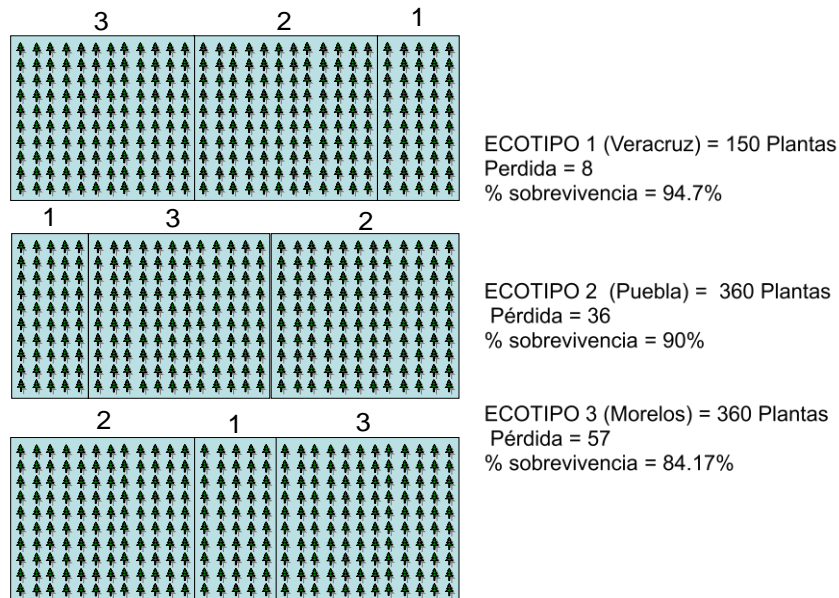 3 2 1
ECOTIPO 1 (Veracruz) = 150 Plantas
Perdida = 8
% sobrevivencia = 94.7%
1 3 2
ECOTIPO 2 (Puebla) = 360 Plantas
Pérdida = 36
% sobrevivencia = 90%
2 1 3
ECOTIPO 3 (Morelos) = 360 Plantas
Pérdida = 57
% sobrevivencia = 84.17%